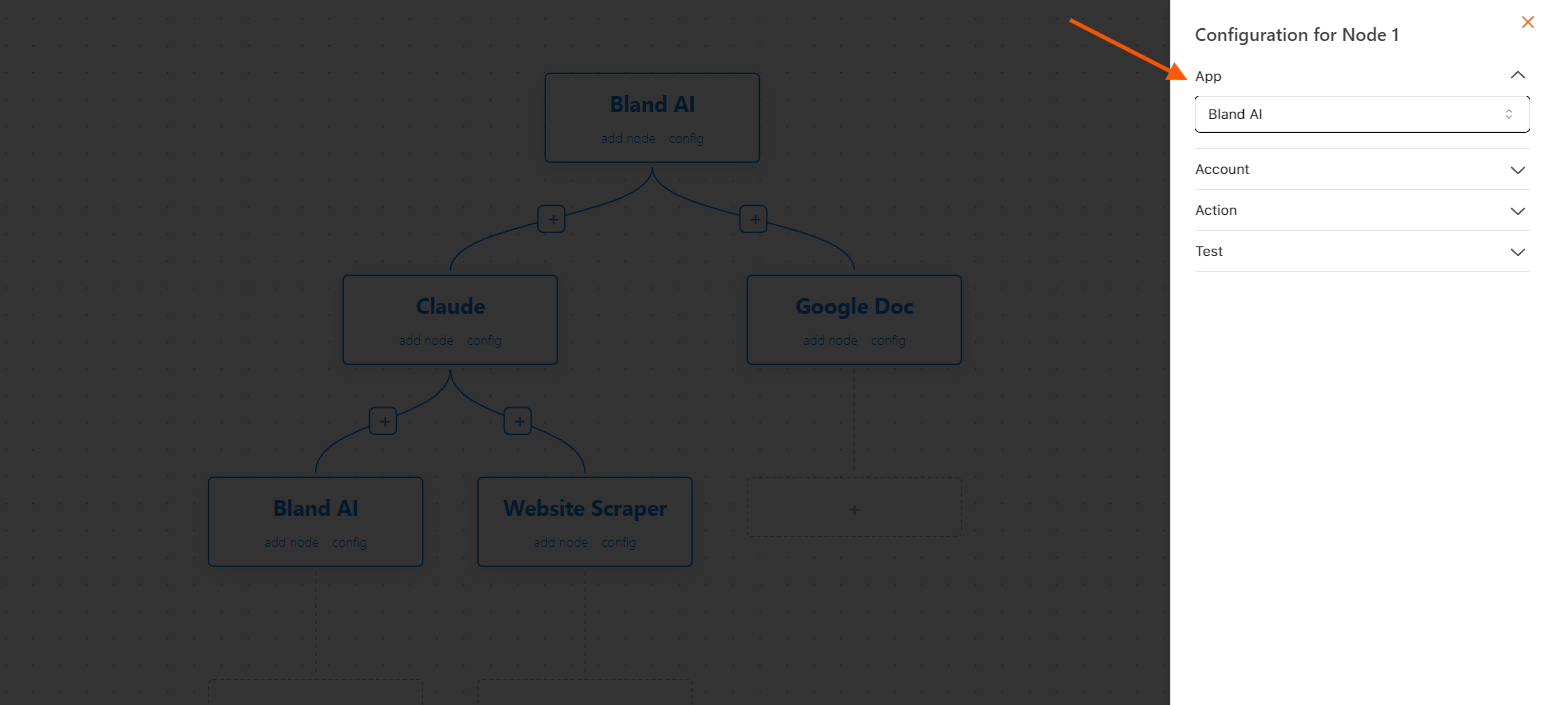 Configuration for Node 1
App
Bland AI
Account
Action
Test
Bland AI
add node config
Claude
add node config
Google Doc
add node config
Bland AI
add node config
Website Scraper
add node config